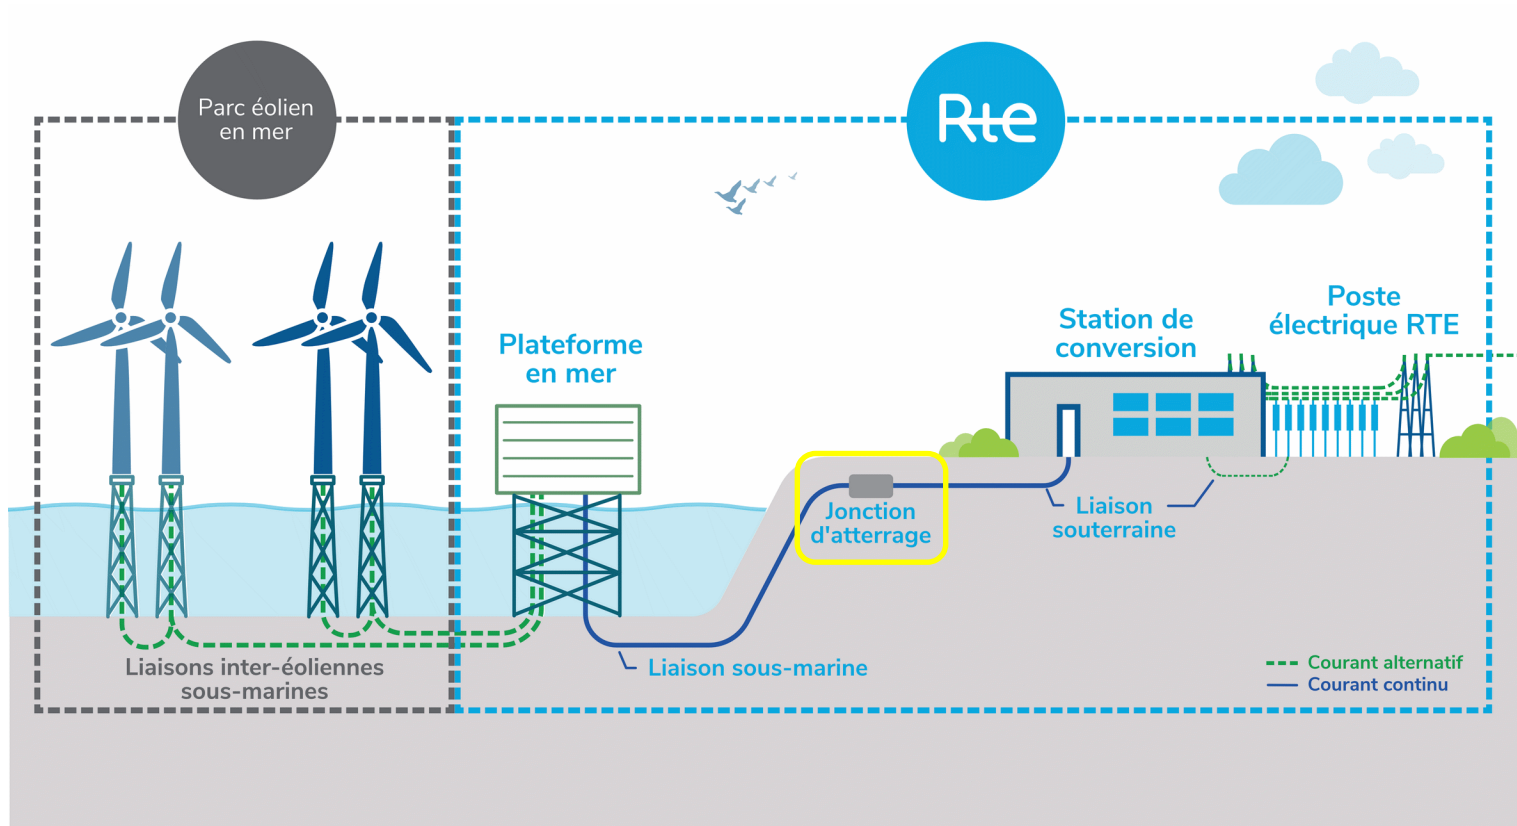 Parc éolien
en mer
Rte
Plateforme
en mer
Station de
conversion
Poste
électrique RTE
Jonction
d'atterrage
Liaison
souterraine
Liaisons inter-éoliennes
sous-marines
Liaison sous-marine
Courant alternatif
Courant continu